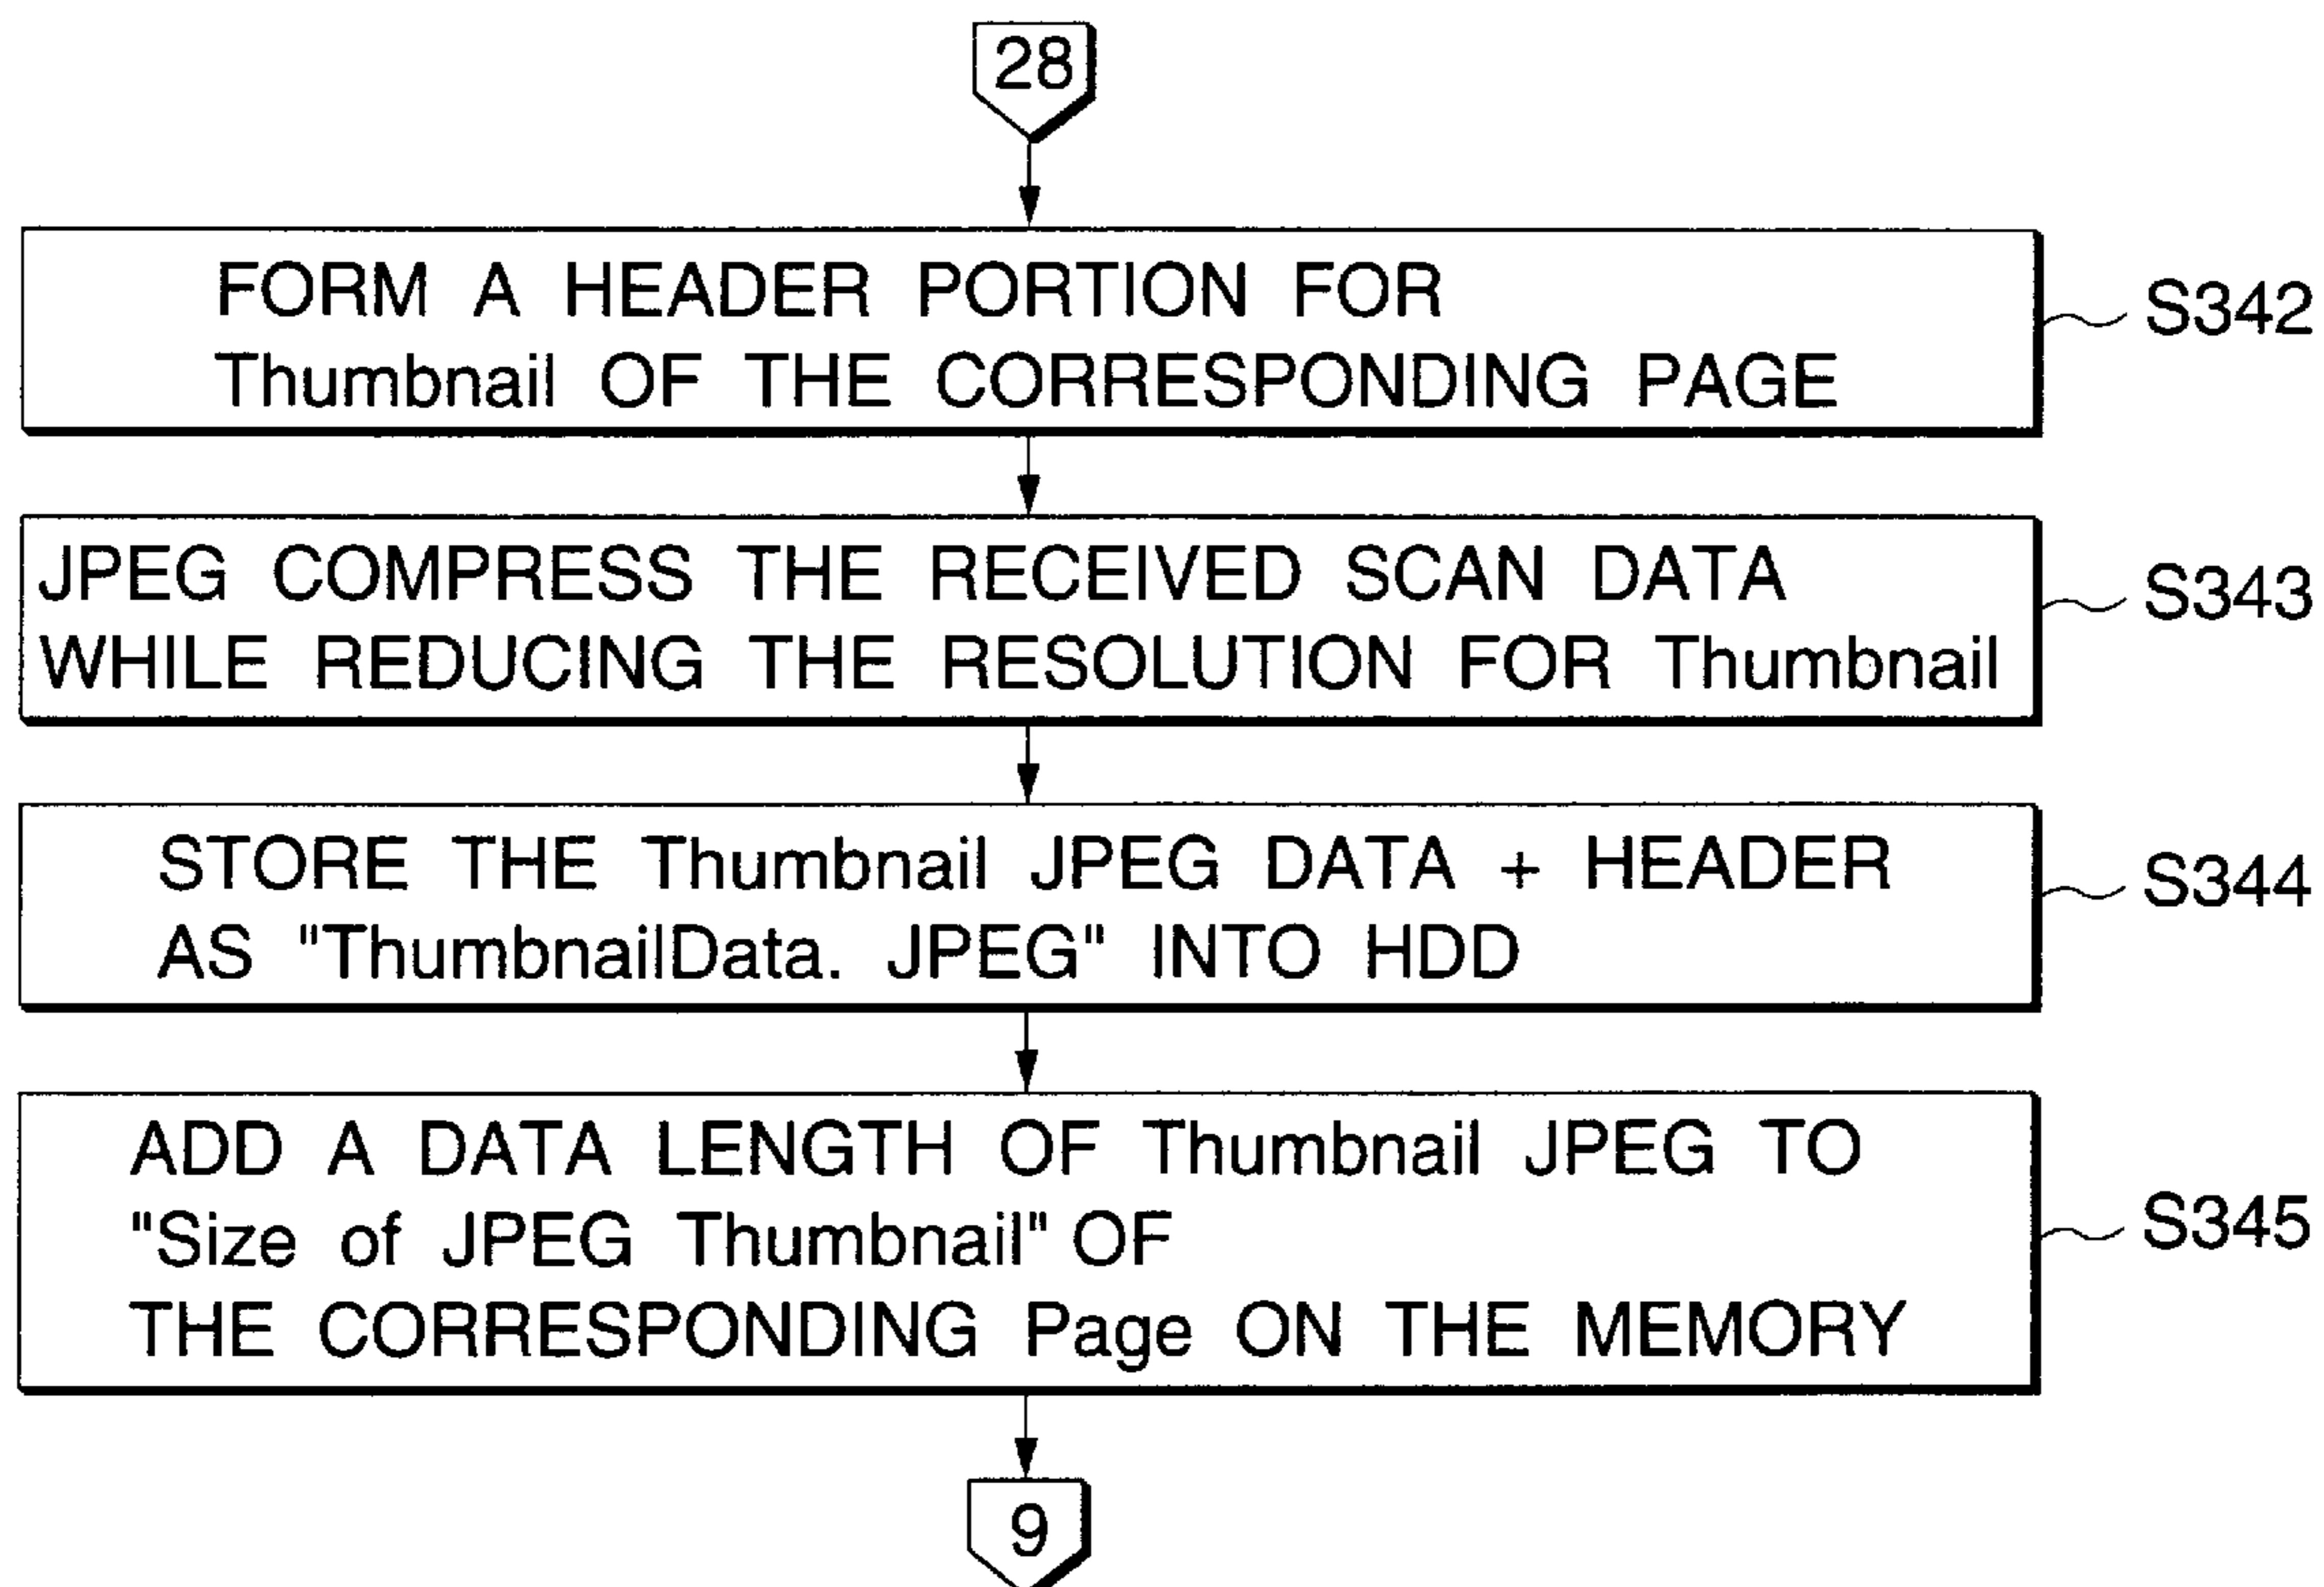 28
FORM A HEADER PORTION FOR
Thumbnail OF THE CORRESPONDING PAGE
S342
JPEG COMPRESS THE RECEIVED SCAN DATA
WHILE REDUCING THE RESOLUTION FOR Thumbnail
S343
STORE THE Thumbnail JPEG DATA + HEADER
AS "ThumbnailData. JPEG" INTO HDD
S344
ADD A DATA LENGTH OF Thumbnail JPEG TO
"Size of JPEG Thumbnail" OF
THE CORRESPONDING Page ON THE MEMORY
S345
9